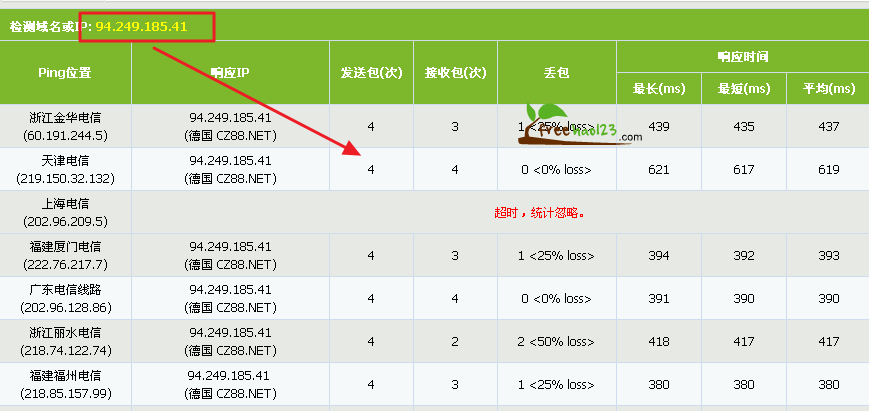 检测域名或IP: 94.249.185.41
Ping位置 响应IP 发送包(次) 接收包(次) 丢包 响应时间
最长(ms) 最短(ms) 平均(ms)
浙江金华电信 94.249.185.41
(60.191.244.5) (德国 CZ88.NET) 4 3 1 <25% loss> 439 435 437
freehao123.com
天津电信 94.249.185.41
(219.150.32.132) (德国 CZ88.NET) 4 4 0 <0% loss> 621 617 619
上海电信
(202.96.209.5) 超时，统计忽略。
福建厦门电信 94.249.185.41
(222.76.217.7) (德国 CZ88.NET) 4 3 1 <25% loss> 394 392 393
广东电信线路 94.249.185.41
(202.96.128.86) (德国 CZ88.NET) 4 4 0 <0% loss> 391 390 390
浙江丽水电信 94.249.185.41
(218.74.122.74) (德国 CZ88.NET) 4 2 2 <50% loss> 418 417 417
福建福州电信 94.249.185.41
(218.85.157.99) (德国 CZ88.NET) 4 3 1 <25% loss> 380 380 380